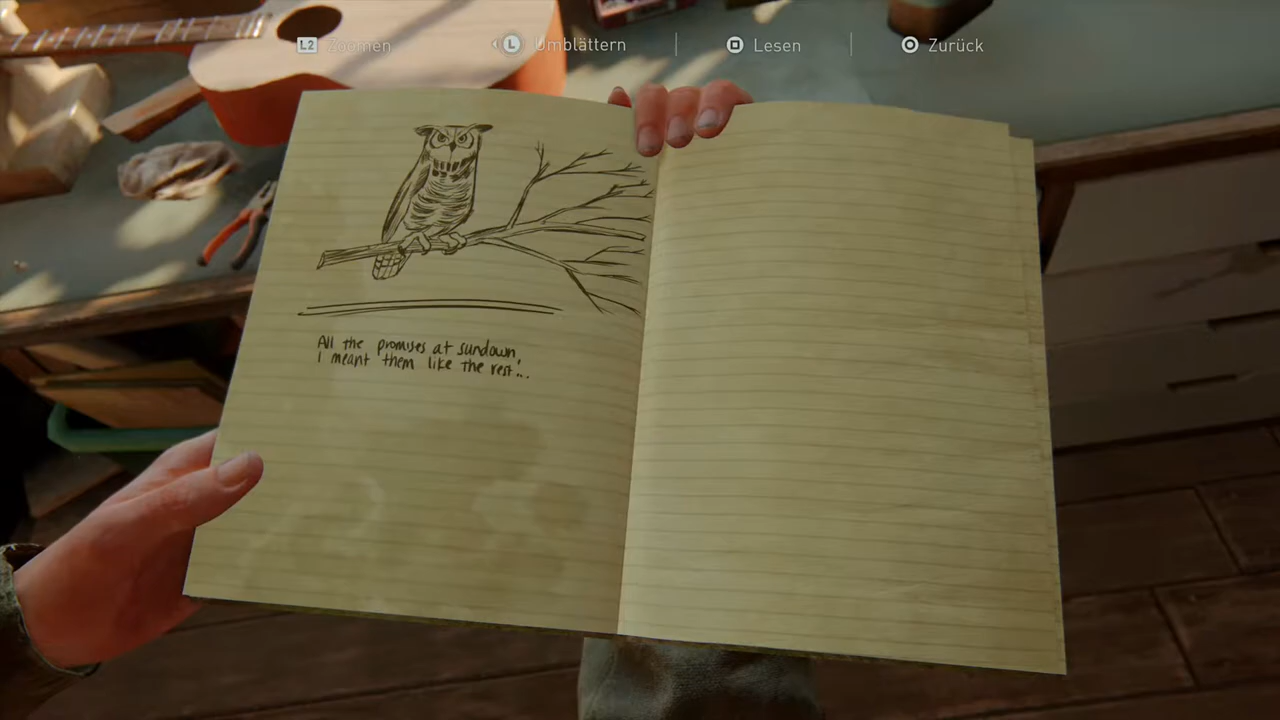 L2 Zoomen
L Umblättern
Lesen
Zurück
All the promises at sundown,
I meant them like the rest...